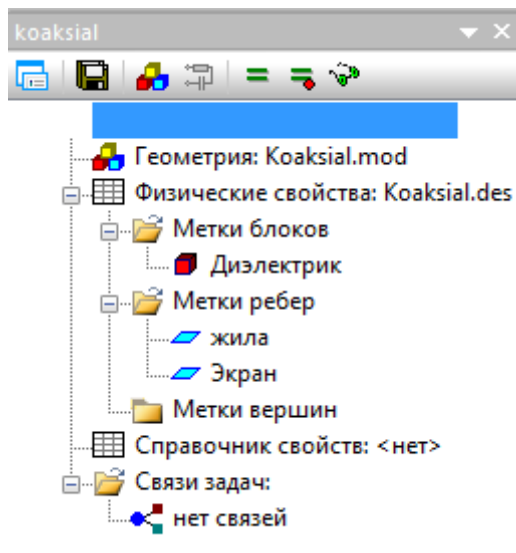 koaksial
Геометрия: Koaksial.mod
Физические свойства: Koaksial.des
Метки блоков
Диэлектрик
Метки ребер
жила
Экран
Метки вершин
Справочник свойств: <нет>
Связи задач:
нет связей